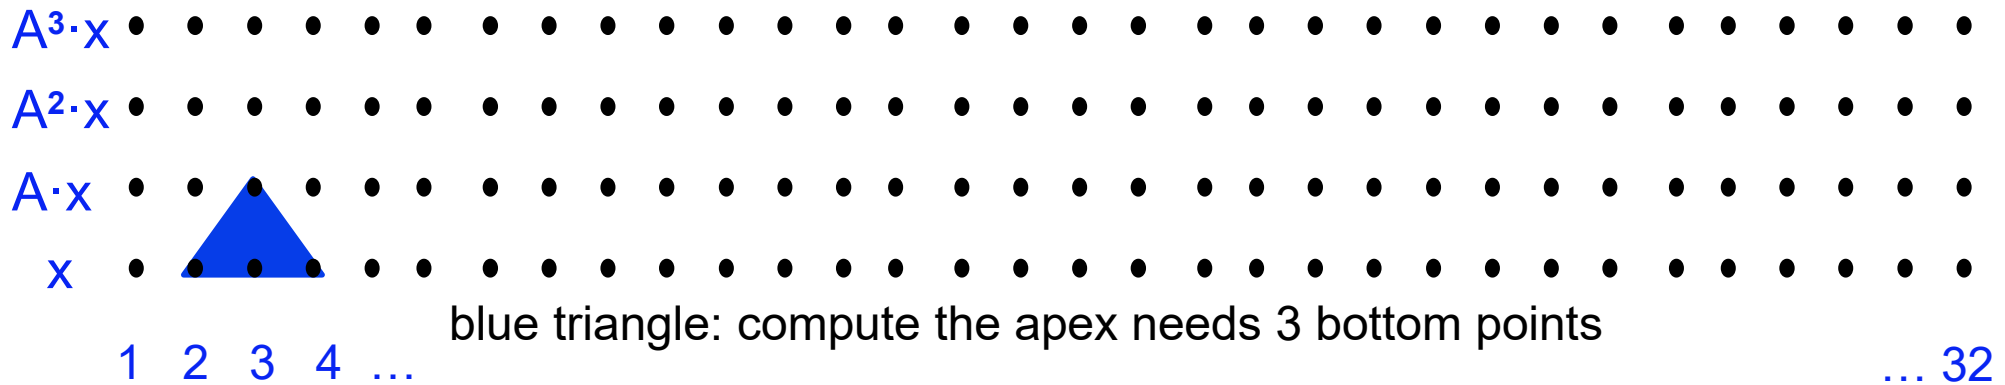 A³·x
A²·x
A·x
x
blue triangle: compute the apex needs 3 bottom points
1 2 3 4 … … 32